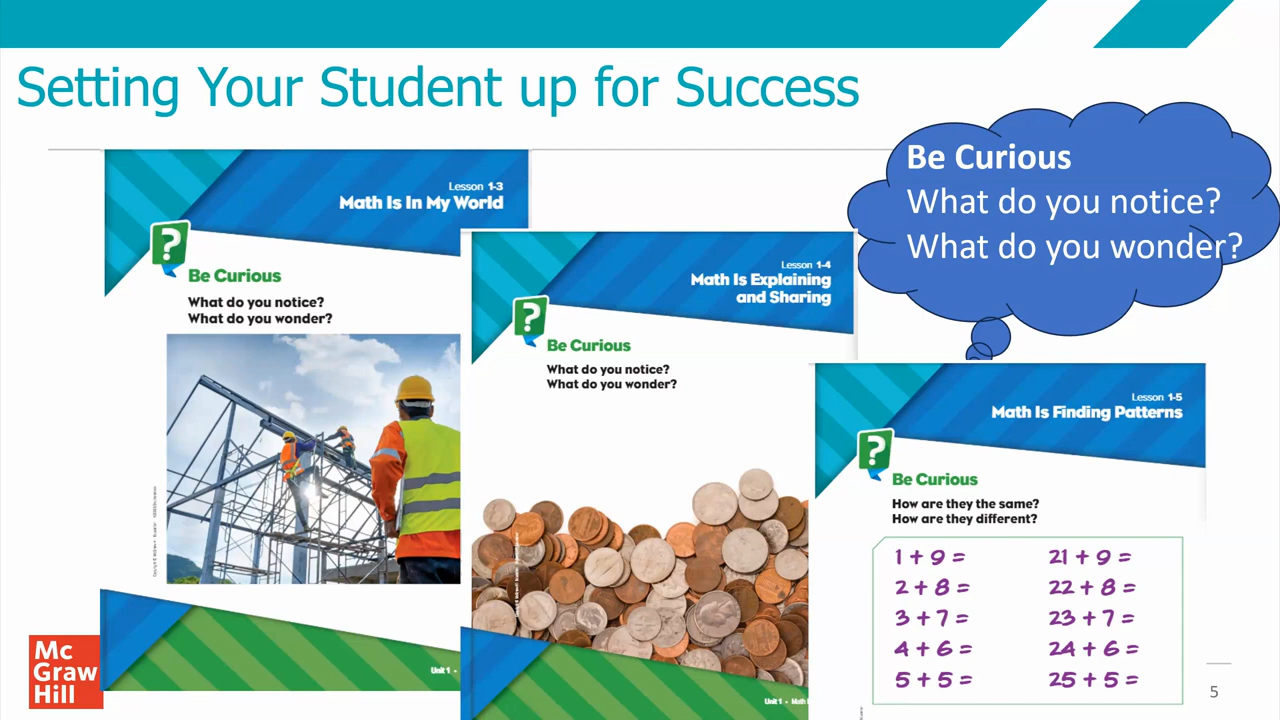 Setting Your Student up for Success
Be Curious
What do you notice?
What do you wonder?
Lesson 1-3
Math Is In My World
?
Be Curious
What do you notice?
What do you wonder?
Unit 1 •
Lesson 1-4
Math Is Explaining
and Sharing
?
Be Curious
What do you notice?
What do you wonder?
Unit 1 • Math
Lesson 1-5
Math Is Finding Patterns
?
Be Curious
How are they the same?
How are they different?
1 + 9 = 21 + 9 =
2 + 8 = 22 + 8 =
3 + 7 = 23 + 7 =
4 + 6 = 24 + 6 =
5 + 5 = 25 + 5 =
Mc
Graw
Hill
5